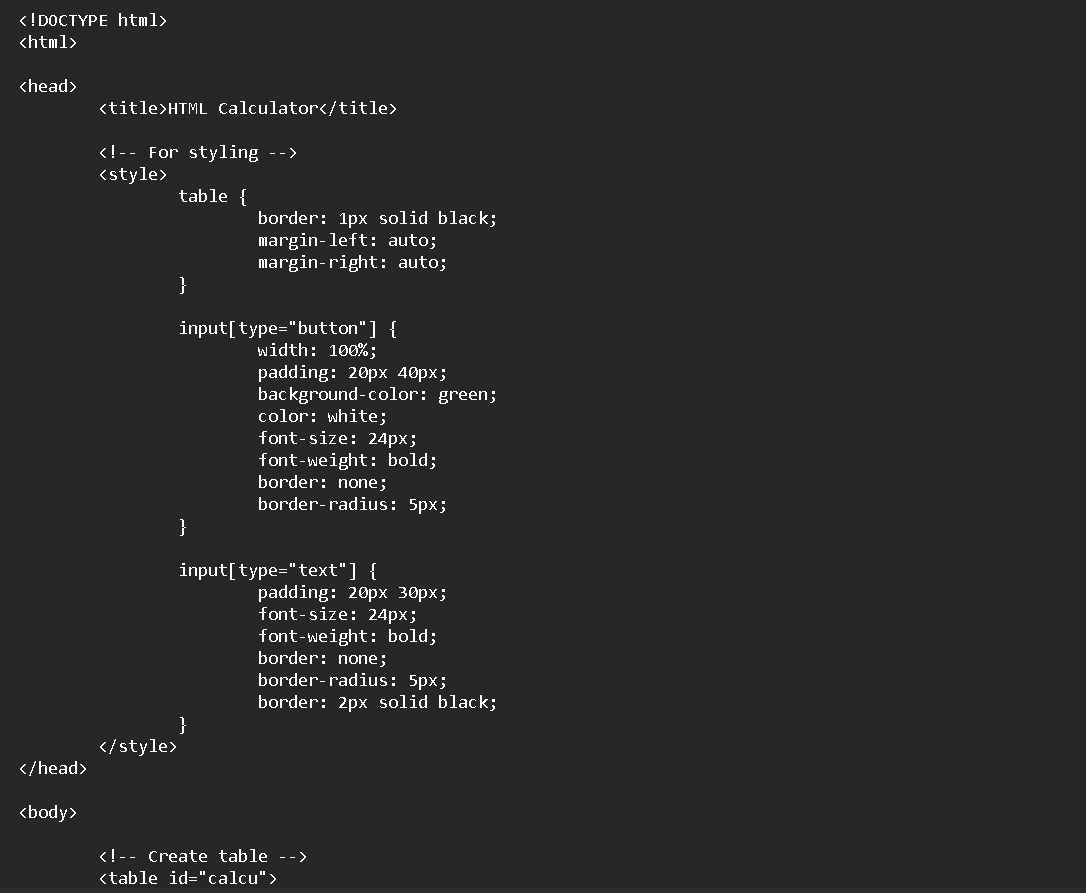 <!DOCTYPE html>
<html>
<head>
<title>HTML Calculator</title>
<!-- For styling -->
<style>
table {
border: 1px solid black;
margin-left: auto;
margin-right: auto;
}
input[type="button"] {
width: 100%;
padding: 20px 40px;
background-color: green;
color: white;
font-size: 24px;
font-weight: bold;
border: none;
border-radius: 5px;
}
input[type="text"] {
padding: 20px 30px;
font-size: 24px;
font-weight: bold;
border: none;
border-radius: 5px;
border: 2px solid black;
}
</style>
</head>
<body>
<!-- Create table -->
<table id="calcu">